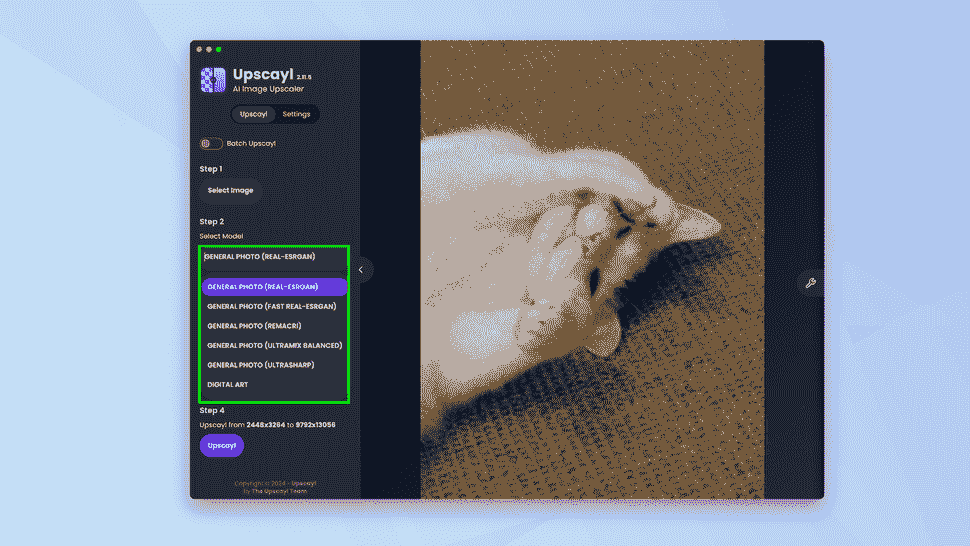 Upscayl 2.11.5
AI Image Upscaler
Upscayl Settings
Batch Upscayl
Step 1
Select Image
Step 2
Select Model
GENERAL PHOTO (REAL-ESRGAN)
GENERAL PHOTO (REAL-ESRGAN)
GENERAL PHOTO (FAST REAL-ESRGAN)
GENERAL PHOTO (REMACRI)
GENERAL PHOTO (ULTRAMIX BALANCED)
GENERAL PHOTO (ULTRASHARP)
DIGITAL ART
Step 4
Upscayl from 2448x3264 to 9792x13056
Upscayl
Copyright © 2024 - Upscayl
By The Upscayl Team